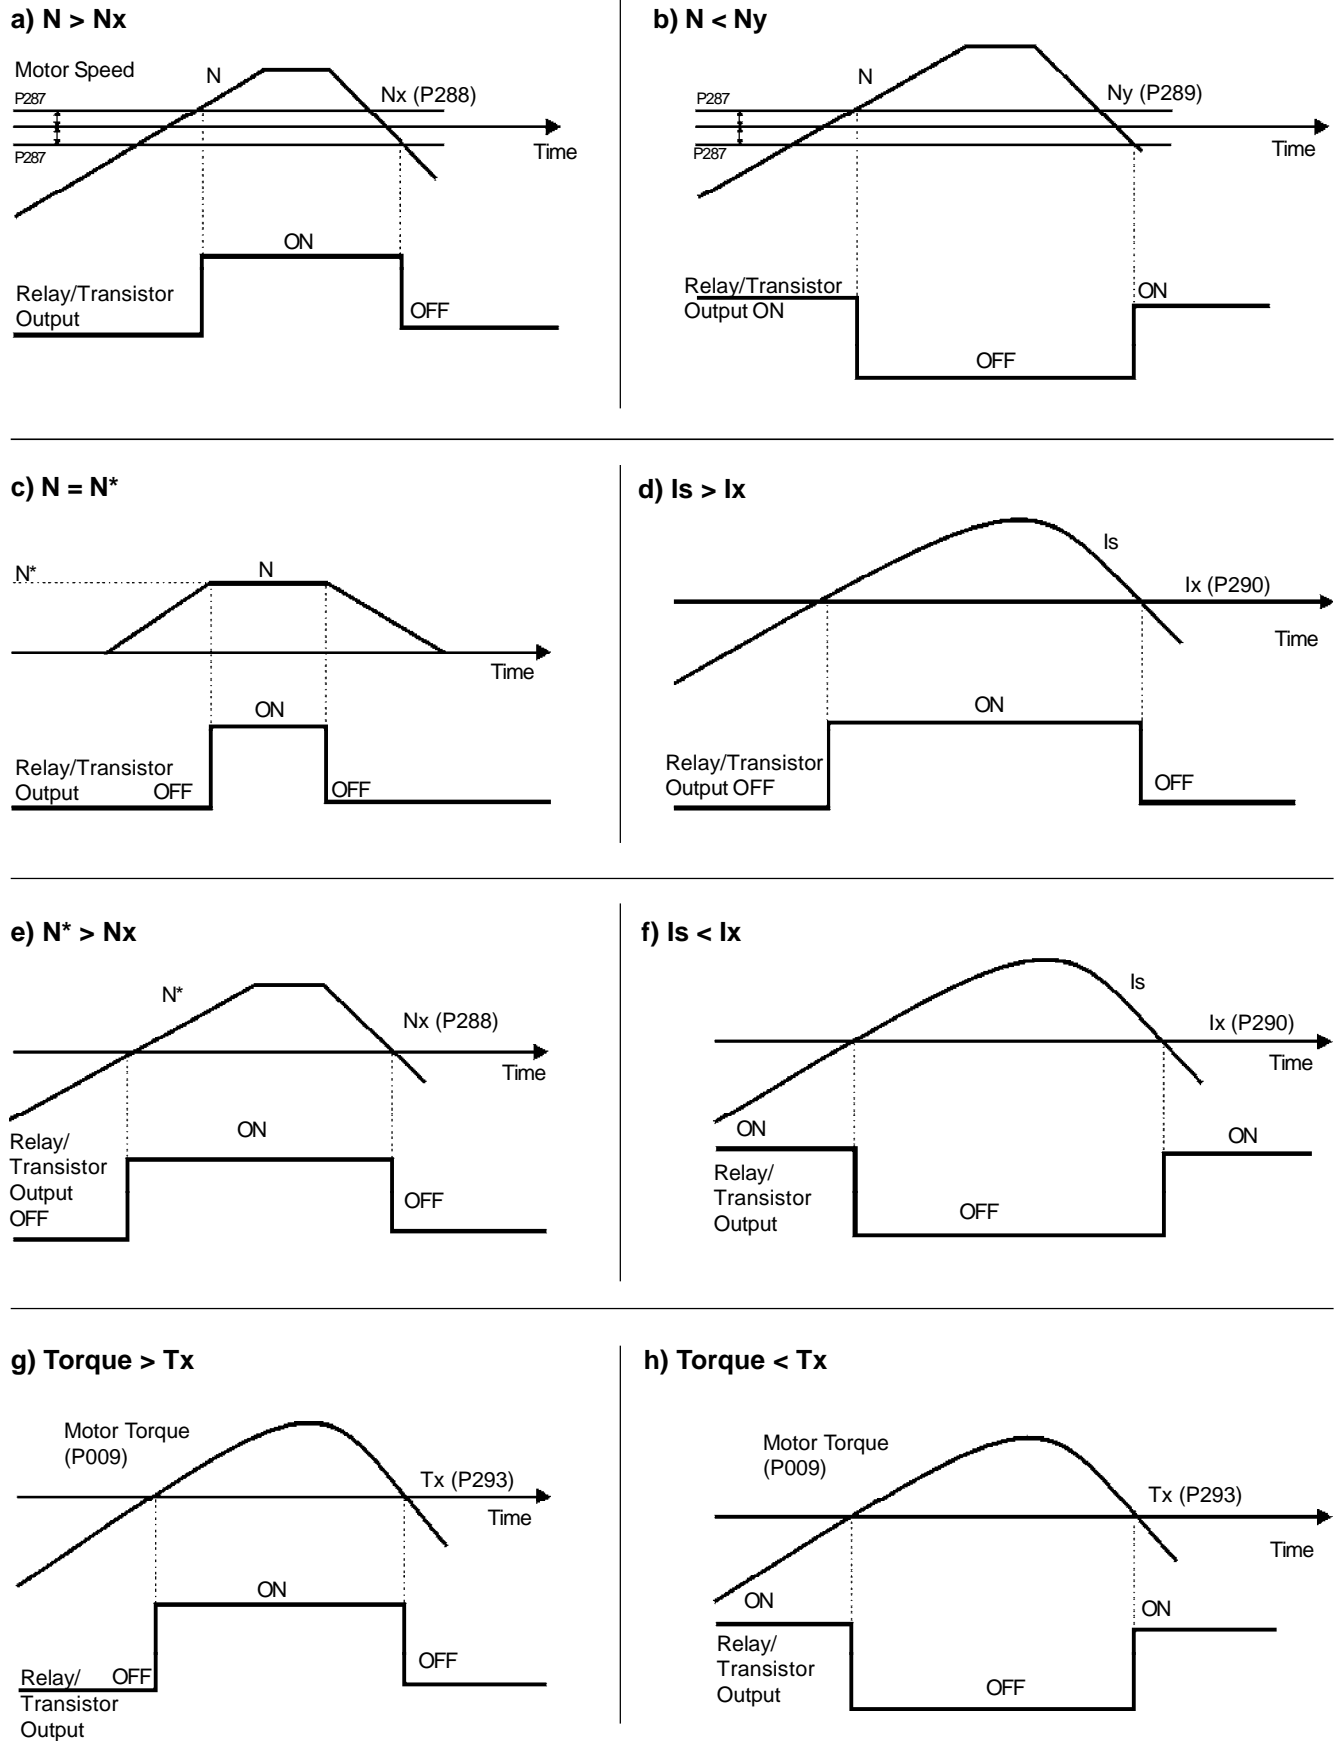 a) N > Nx
Motor Speed
N
P287
Nx (P288)
P287
Time
ON
Relay/Transistor
Output
OFF
b) N < Ny
N
P287
Ny (P289)
P287
Time
Relay/Transistor
Output ON
ON
OFF
c) N = N*
N*
N
Time
ON
Relay/Transistor
Output OFF
OFF
d) Is > Ix
Is
Ix (P290)
Time
ON
Relay/Transistor
Output OFF
OFF
e) N* > Nx
N*
Nx (P288)
Time
ON
Relay/
Transistor
Output
OFF
OFF
f) Is < Ix
Is
Ix (P290)
Time
ON
ON
Relay/
Transistor
Output
OFF
g) Torque > Tx
Motor Torque
(P009)
Tx (P293)
Time
ON
OFF
Relay/ OFF
Transistor
Output
h) Torque < Tx
Motor Torque
(P009)
Tx (P293)
Time
ON
ON
Relay/
Transistor
Output
OFF